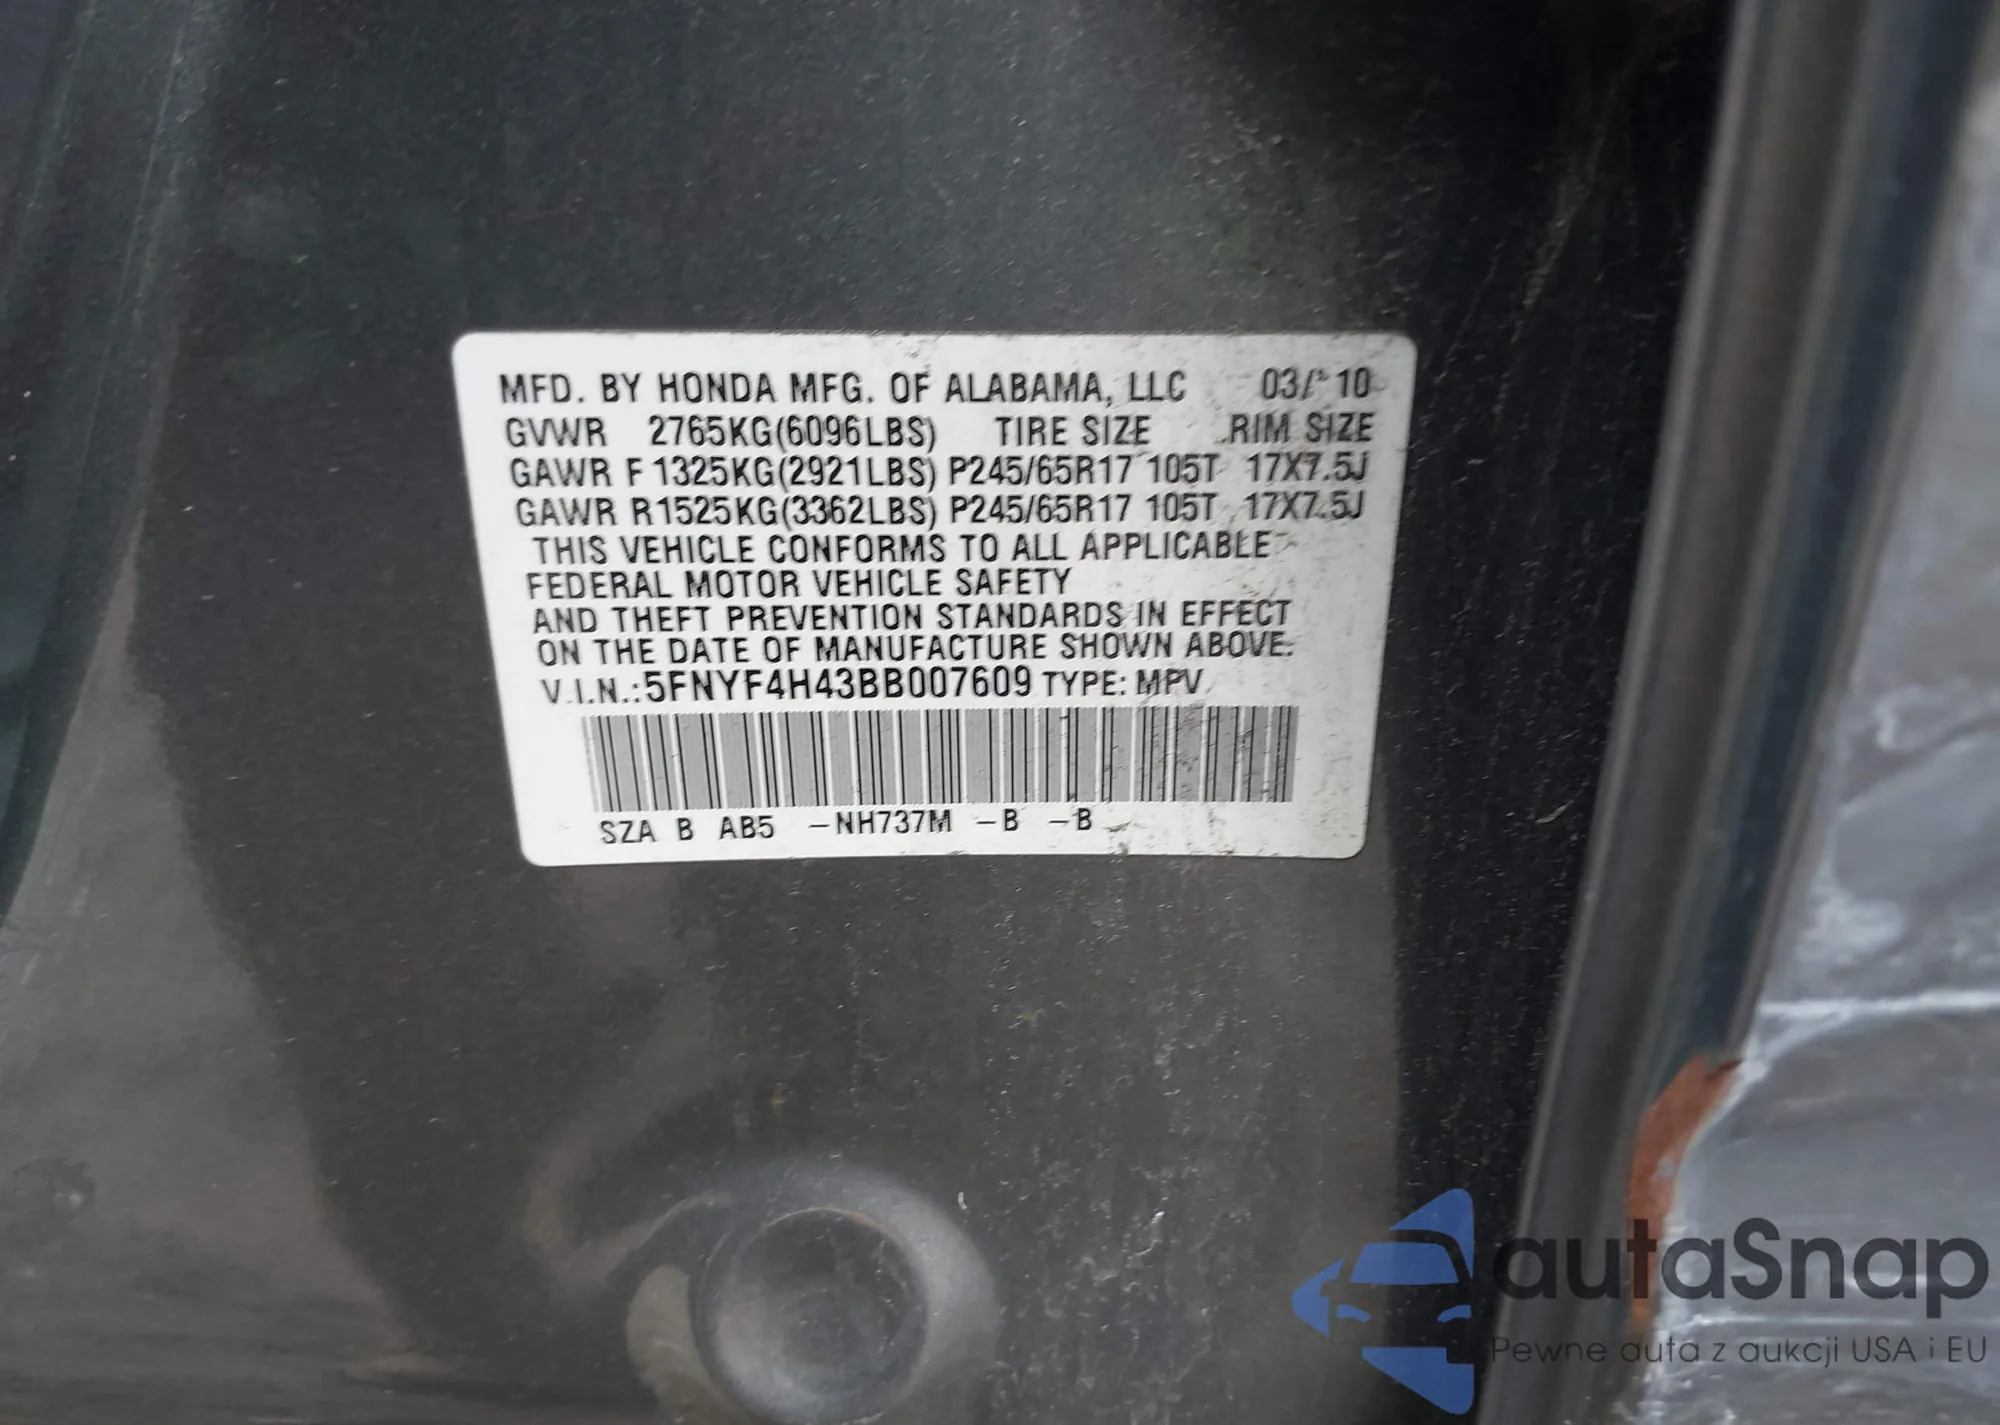 MFD. BY HONDA MFG. OF ALABAMA, LLC 03/ 10
GVWR 2765KG(6096LBS) TIRE SIZE RIM SIZE
GAWR F 1325KG(2921LBS) P245/65R17 105T 17X7.5J
GAWR R1525KG(3362LBS) P245/65R17 105T 17X7.5J
THIS VEHICLE CONFORMS TO ALL APPLICABLE
FEDERAL MOTOR VEHICLE SAFETY
AND THEFT PREVENTION STANDARDS IN EFFECT
ON THE DATE OF MANUFACTURE SHOWN ABOVE.
V.I.N.:5FNYF4H43BB007609 TYPE: MPV
SZA B AB5 –NH737M –B –B
autaSnap
Pewne auta z aukcji USA i EU